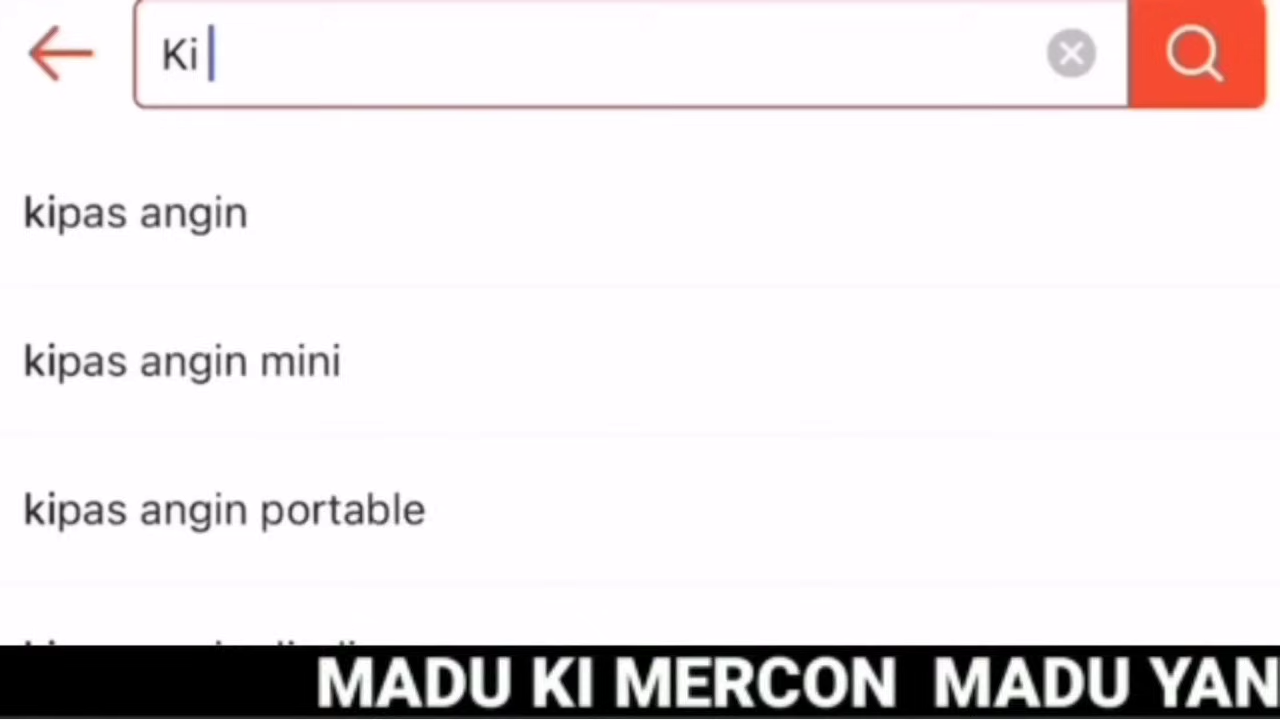 Ki
kipas angin
kipas angin mini
kipas angin portable
MADU KI MERCON MADU YAN